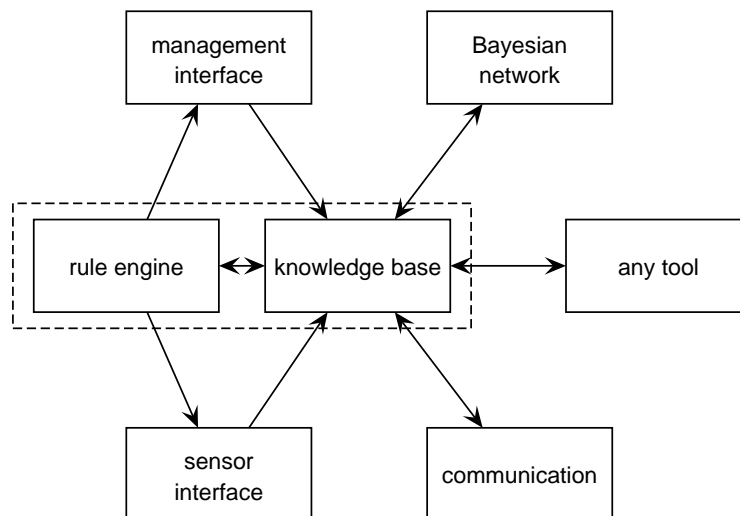 management
interface
Bayesian
network
rule engine
knowledge base
any tool
sensor
interface
communication